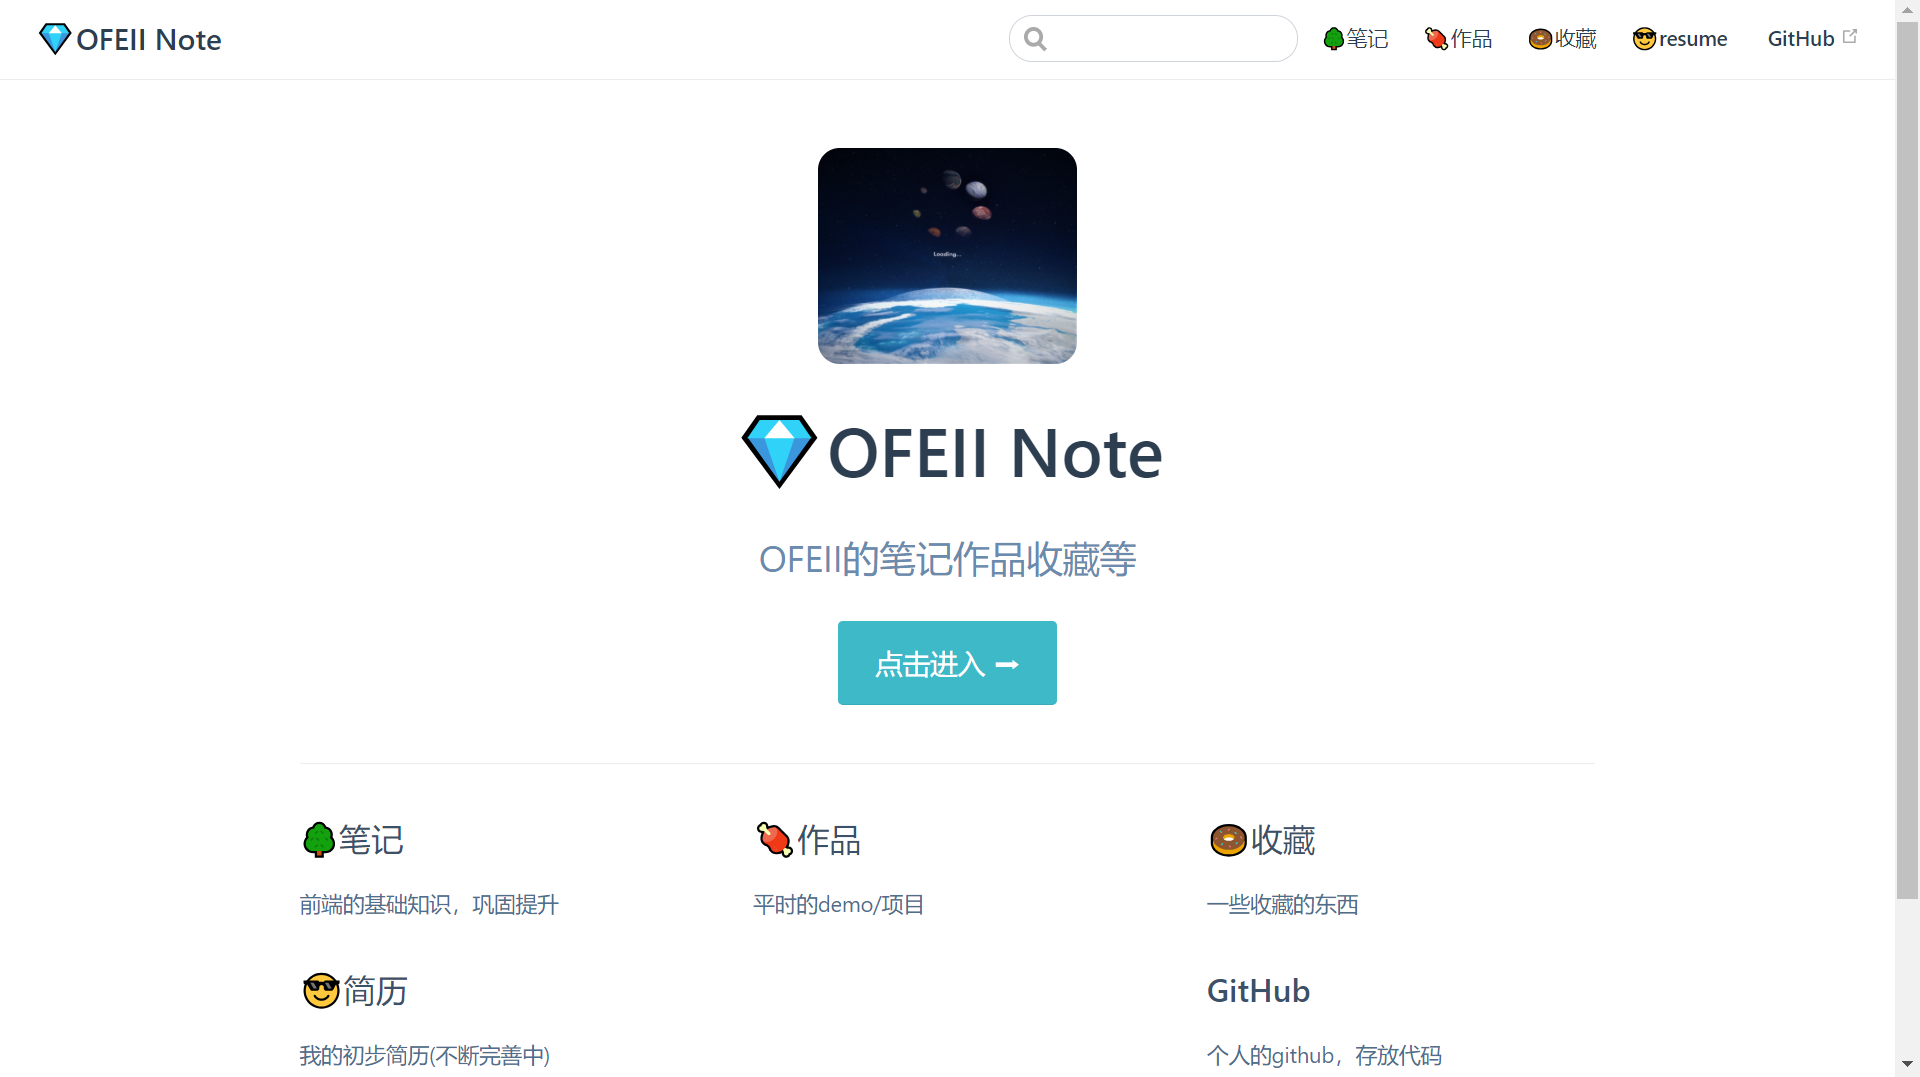 💎OFEII Note
🌳笔记 🍖作品 🍩收藏 😎resume GitHub
Loading...
💎OFEII Note
OFEII的笔记作品收藏等
点击进入 ➡
🌳笔记 🍖作品 🍩收藏
前端的基础知识，巩固提升 平时的demo/项目 一些收藏的东西
😎简历 GitHub
我的初步简历(不断完善中) 个人的github，存放代码